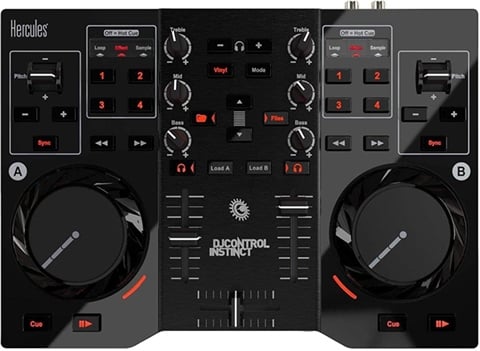 Hercules
Off = Hot Cue
Loop Effect Sample
1 2
3 4
Pitch
− +
− +
Sync
A
Treble
Mid
Bass
− +
Vinyl Mode
Files
Load A Load B
Treble
Mid
Bass
Off = Hot Cue
Loop Sample
1 2
3 4
Pitch
− +
− +
Sync
B
DJCONTROL
INSTINCT
Cue
Cue